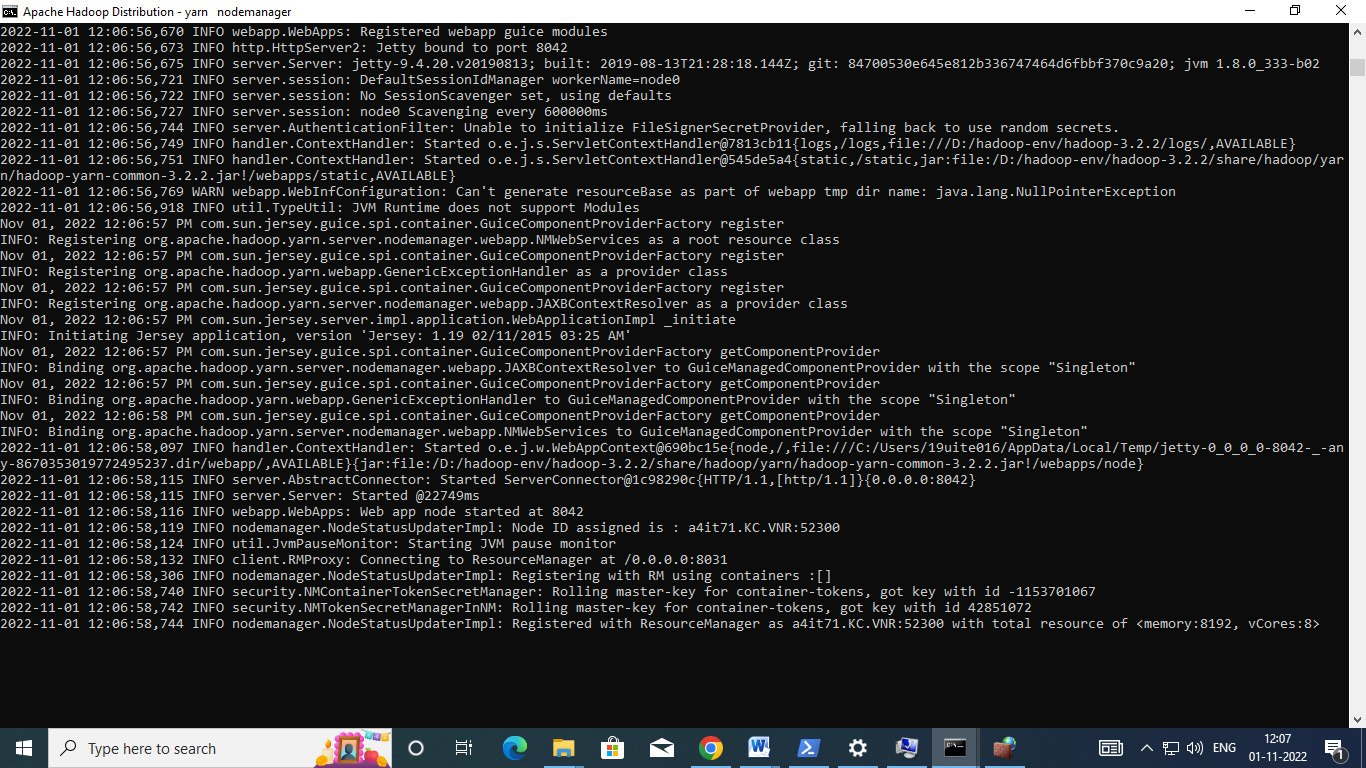 Apache Hadoop Distribution - yarn   nodemanager
2022-11-01 12:06:56,670 INFO webapp.WebApps: Registered webapp guice modules
2022-11-01 12:06:56,673 INFO http.HttpServer2: Jetty bound to port 8042
2022-11-01 12:06:56,675 INFO server.Server: jetty-9.4.20.v20190813; built: 2019-08-13T21:28:18.144Z; git: 84700530e645e812b336747464d6fbbf370c9a20; jvm 1.8.0_333-b02
2022-11-01 12:06:56,721 INFO server.session: DefaultSessionIdManager workerName=node0
2022-11-01 12:06:56,722 INFO server.session: No SessionScavenger set, using defaults
2022-11-01 12:06:56,727 INFO server.session: node0 Scavenging every 600000ms
2022-11-01 12:06:56,744 INFO server.AuthenticationFilter: Unable to initialize FileSignerSecretProvider, falling back to use random secrets.
2022-11-01 12:06:56,749 INFO handler.ContextHandler: Started o.e.j.s.ServletContextHandler@7813cb11{logs,/logs,file:///D:/hadoop-env/hadoop-3.2.2/logs/,AVAILABLE}
2022-11-01 12:06:56,751 INFO handler.ContextHandler: Started o.e.j.s.ServletContextHandler@545de5a4{static,/static,jar:file:/D:/hadoop-env/hadoop-3.2.2/share/hadoop/yar
n/hadoop-yarn-common-3.2.2.jar!/webapps/static,AVAILABLE}
2022-11-01 12:06:56,769 WARN webapp.WebInfConfiguration: Can't generate resourceBase as part of webapp tmp dir name: java.lang.NullPointerException
2022-11-01 12:06:56,918 INFO util.TypeUtil: JVM Runtime does not support Modules
Nov 01, 2022 12:06:57 PM com.sun.jersey.guice.spi.container.GuiceComponentProviderFactory register
INFO: Registering org.apache.hadoop.yarn.server.nodemanager.webapp.NMWebServices as a root resource class
Nov 01, 2022 12:06:57 PM com.sun.jersey.guice.spi.container.GuiceComponentProviderFactory register
INFO: Registering org.apache.hadoop.yarn.webapp.GenericExceptionHandler as a provider class
Nov 01, 2022 12:06:57 PM com.sun.jersey.guice.spi.container.GuiceComponentProviderFactory register
INFO: Registering org.apache.hadoop.yarn.server.nodemanager.webapp.JAXBContextResolver as a provider class
Nov 01, 2022 12:06:57 PM com.sun.jersey.server.impl.application.WebApplicationImpl _initiate
INFO: Initiating Jersey application, version 'Jersey: 1.19 02/11/2015 03:25 AM'
Nov 01, 2022 12:06:57 PM com.sun.jersey.guice.spi.container.GuiceComponentProviderFactory getComponentProvider
INFO: Binding org.apache.hadoop.yarn.server.nodemanager.webapp.JAXBContextResolver to GuiceManagedComponentProvider with the scope "Singleton"
Nov 01, 2022 12:06:57 PM com.sun.jersey.guice.spi.container.GuiceComponentProviderFactory getComponentProvider
INFO: Binding org.apache.hadoop.yarn.webapp.GenericExceptionHandler to GuiceManagedComponentProvider with the scope "Singleton"
Nov 01, 2022 12:06:58 PM com.sun.jersey.guice.spi.container.GuiceComponentProviderFactory getComponentProvider
INFO: Binding org.apache.hadoop.yarn.server.nodemanager.webapp.NMWebServices to GuiceManagedComponentProvider with the scope "Singleton"
2022-11-01 12:06:58,097 INFO handler.ContextHandler: Started o.e.j.w.WebAppContext@690bc15e{node,/,file:///C:/Users/19uite016/AppData/Local/Temp/jetty-0_0_0_0-8042-_-an
y-8670353019772495237.dir/webapp/,AVAILABLE}{jar:file:/D:/hadoop-env/hadoop-3.2.2/share/hadoop/yarn/hadoop-yarn-common-3.2.2.jar!/webapps/node}
2022-11-01 12:06:58,115 INFO server.AbstractConnector: Started ServerConnector@1c98290c{HTTP/1.1,[http/1.1]}{0.0.0.0:8042}
2022-11-01 12:06:58,115 INFO server.Server: Started @22749ms
2022-11-01 12:06:58,116 INFO webapp.WebApps: Web app node started at 8042
2022-11-01 12:06:58,119 INFO nodemanager.NodeStatusUpdaterImpl: Node ID assigned is : a4it71.KC.VNR:52300
2022-11-01 12:06:58,124 INFO util.JvmPauseMonitor: Starting JVM pause monitor
2022-11-01 12:06:58,132 INFO client.RMProxy: Connecting to ResourceManager at /0.0.0.0:8031
2022-11-01 12:06:58,306 INFO nodemanager.NodeStatusUpdaterImpl: Registering with RM using containers :[]
2022-11-01 12:06:58,740 INFO security.NMContainerTokenSecretManager: Rolling master-key for container-tokens, got key with id -1153701067
2022-11-01 12:06:58,742 INFO security.NMTokenSecretManagerInNM: Rolling master-key for container-tokens, got key with id 42851072
2022-11-01 12:06:58,744 INFO nodemanager.NodeStatusUpdaterImpl: Registered with ResourceManager as a4it71.KC.VNR:52300 with total resource of <memory:8192, vCores:8>
Type here to search
ENG
12:07
01-11-2022
1